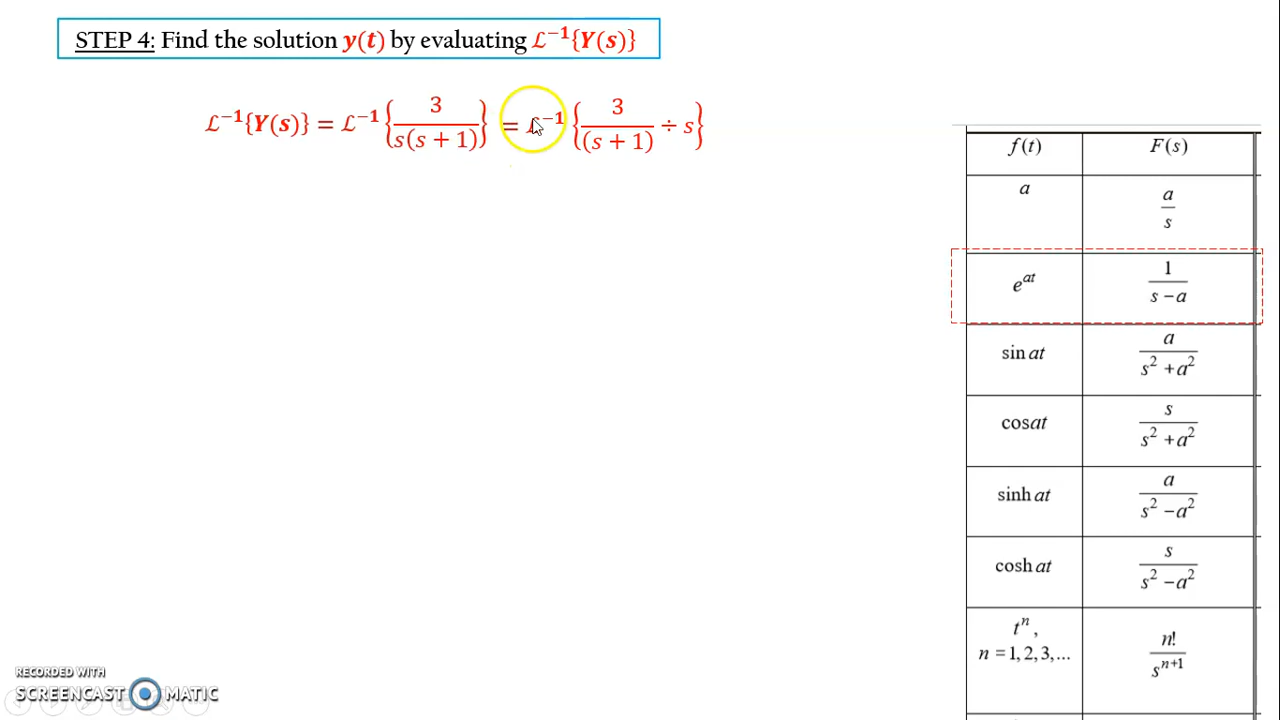 STEP 4: Find the solution y(t) by evaluating ℒ⁻¹{Y(s)}
ℒ⁻¹{Y(s)} = ℒ⁻¹{3/(s(s + 1))} = ℒ⁻¹{3/((s + 1)) ÷ s}
f(t) F(s)
a a/s
e^{at} 1/(s − a)
sin at a/(s² + a²)
cos at s/(s² + a²)
sinh at a/(s² − a²)
cosh at s/(s² − a²)
tⁿ, n!/s^{n+1}
n = 1, 2, 3, ...
RECORDED WITH
SCREENCAST MATIC